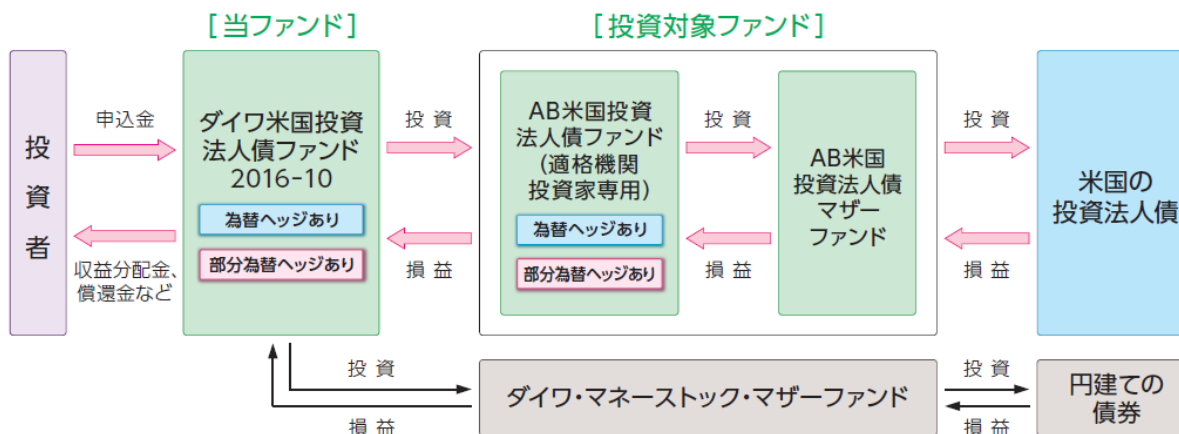 [当ファンド]
[投資対象ファンド]
投資者
申込金
収益分配金、
償還金など
ダイワ米国投資
法人債ファンド
2016-10
為替ヘッジあり
部分為替ヘッジあり
投資
損益
AB米国投資
法人債ファンド
(適格機関
投資家専用)
為替ヘッジあり
部分為替ヘッジあり
投資
損益
AB米国
投資法人債
マザー
ファンド
投資
損益
米国の
投資法人債
投資
損益
ダイワ・マネーストック・マザーファンド
投資
損益
円建ての
債券